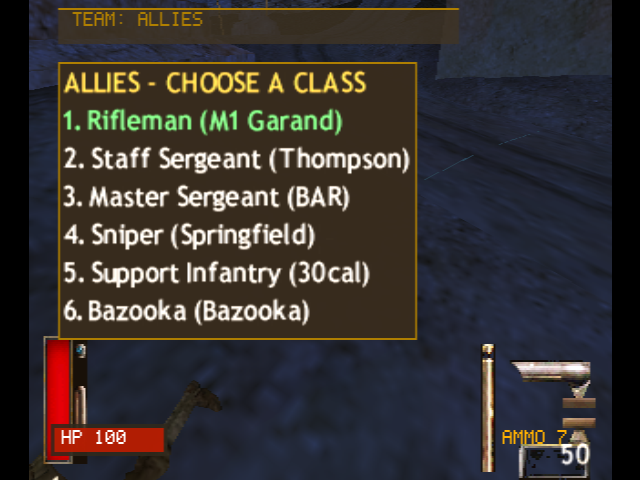 TEAM: ALLIES
ALLIES - CHOOSE A CLASS
1. Rifleman (M1 Garand)
2. Staff Sergeant (Thompson)
3. Master Sergeant (BAR)
4. Sniper (Springfield)
5. Support Infantry (30cal)
6. Bazooka (Bazooka)
HP 100
AMMO 7
50